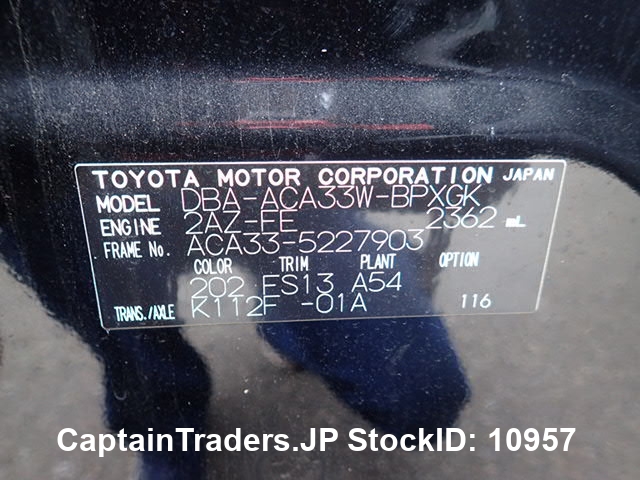 TOYOTA MOTOR CORPORATION JAPAN
MODEL DBA-ACA33W-BPXGK
ENGINE 2AZ-FE 2362 mL
FRAME No. ACA33-5227903
COLOR TRIM PLANT OPTION
202 FS13 A54
TRANS./AXLE K112F -01A 116
CaptainTraders.JP StockID: 10957